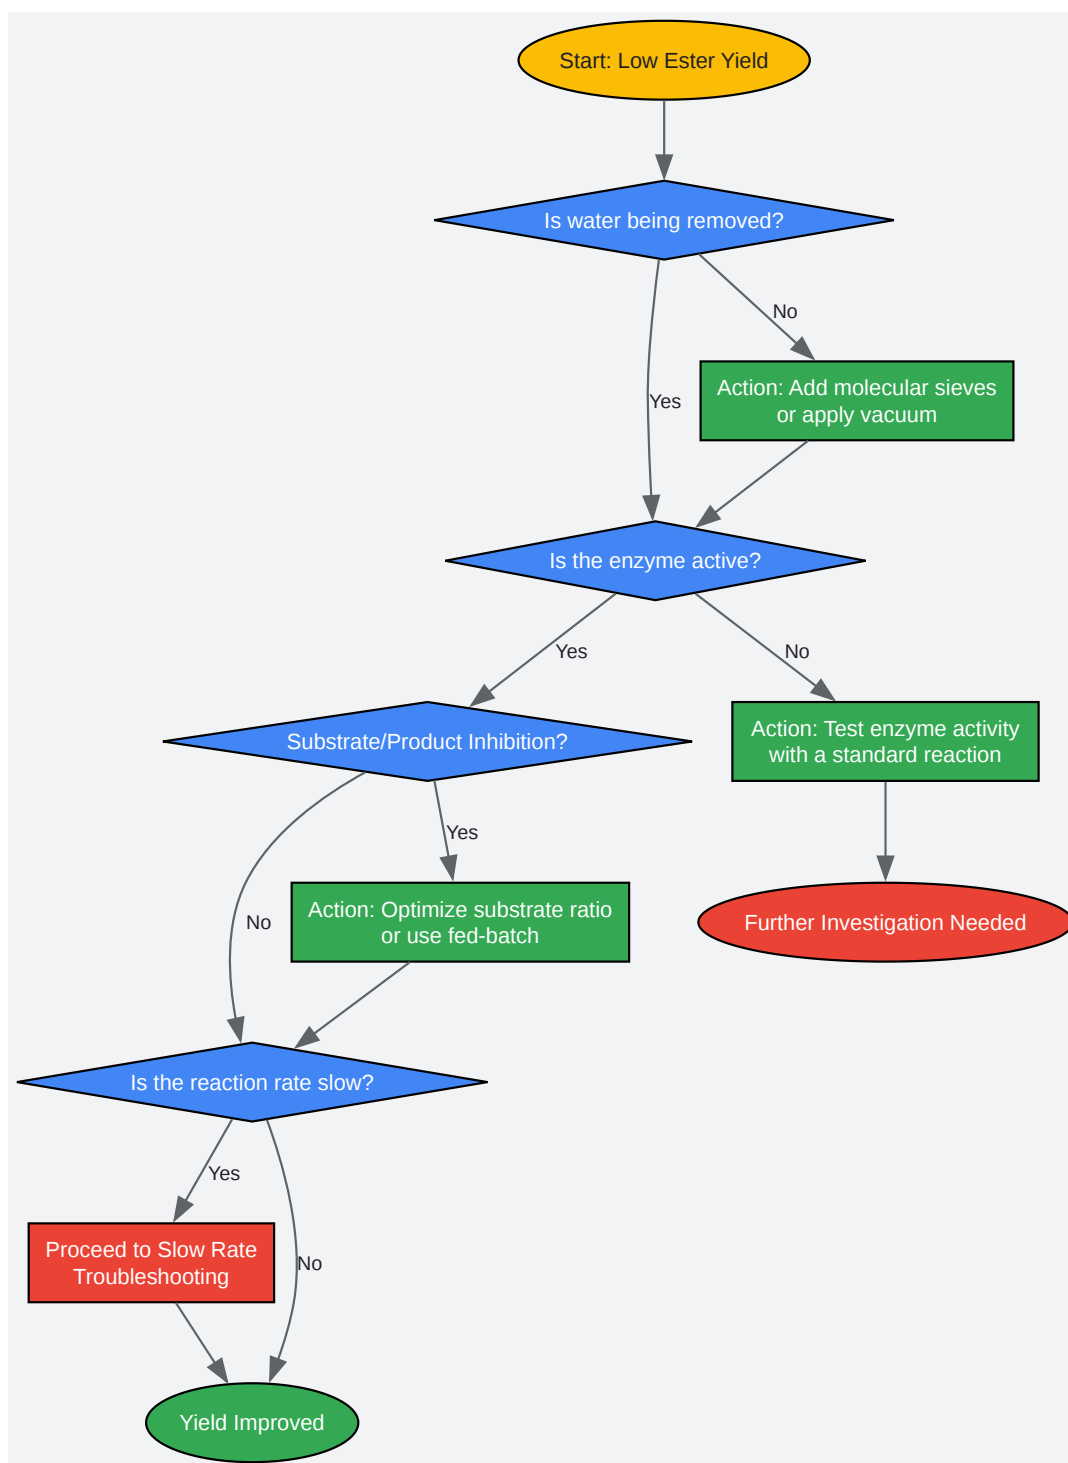 Start: Low Ester Yield
Is water being removed?
No
Yes
Action: Add molecular sieves
or apply vacuum
Is the enzyme active?
Yes
No
Substrate/Product Inhibition?
Action: Test enzyme activity
with a standard reaction
Yes
No
Action: Optimize substrate ratio
or use fed-batch
Further Investigation Needed
Is the reaction rate slow?
Yes
Proceed to Slow Rate
Troubleshooting
No
Yield Improved